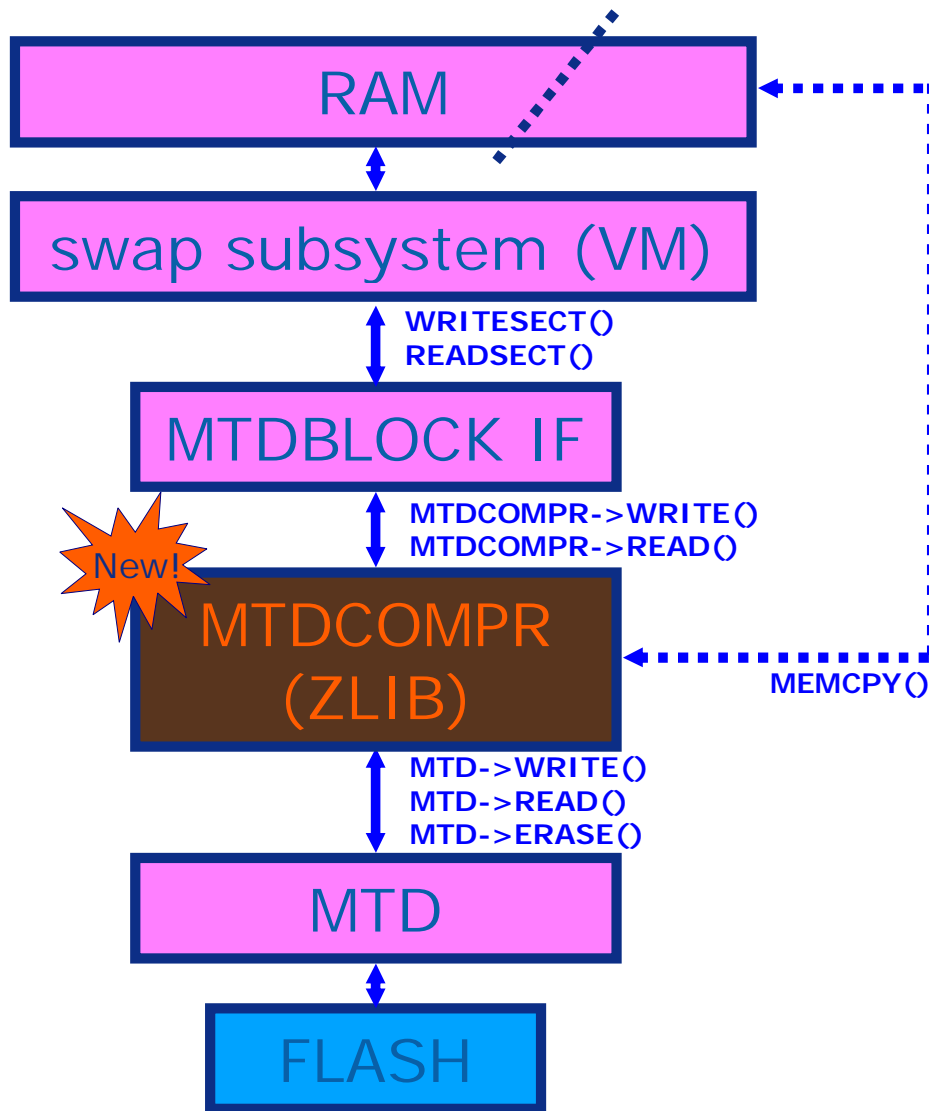 RAM
swap subsystem (VM)
WRITESECT()
READSECT()
MTDBLOCK IF
MTDCOMPR->WRITE()
MTDCOMPR->READ()
New!
MTDCOMPR
(ZLIB)
MEMCPY()
MTD->WRITE()
MTD->READ()
MTD->ERASE()
MTD
FLASH